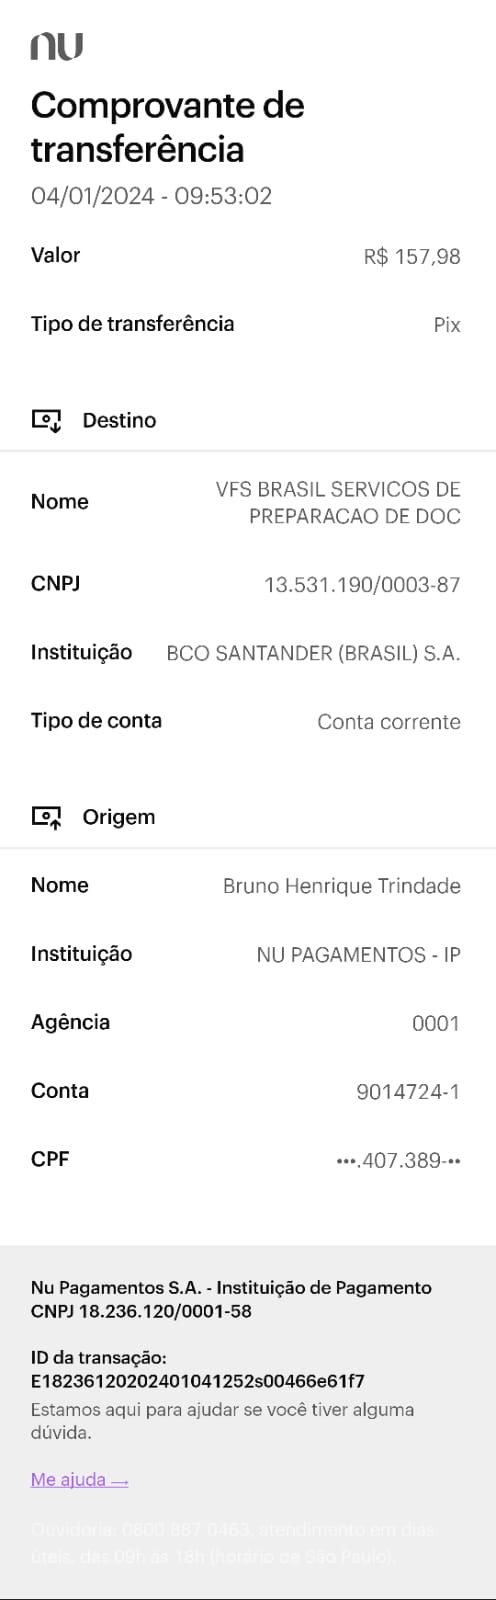 nu
Comprovante de
transferência
04/01/2024 - 09:53:02
Valor R$ 157,98
Tipo de transferência Pix
Destino
Nome VFS BRASIL SERVICOS DE
PREPARACAO DE DOC
CNPJ 13.531.190/0003-87
Instituição BCO SANTANDER (BRASIL) S.A.
Tipo de conta Conta corrente
Origem
Nome Bruno Henrique Trindade
Instituição NU PAGAMENTOS - IP
Agência 0001
Conta 9014724-1
CPF •••.407.389-••
Nu Pagamentos S.A. - Instituição de Pagamento
CNPJ 18.236.120/0001-58
ID da transação:
E18236120202401041252s00466e61f7
Estamos aqui para ajudar se você tiver alguma
dúvida.
Me ajuda →
Ouvidoria: 0800 887 0463, atendimento em dias
úteis, das 09h às 18h (horário de São Paulo).